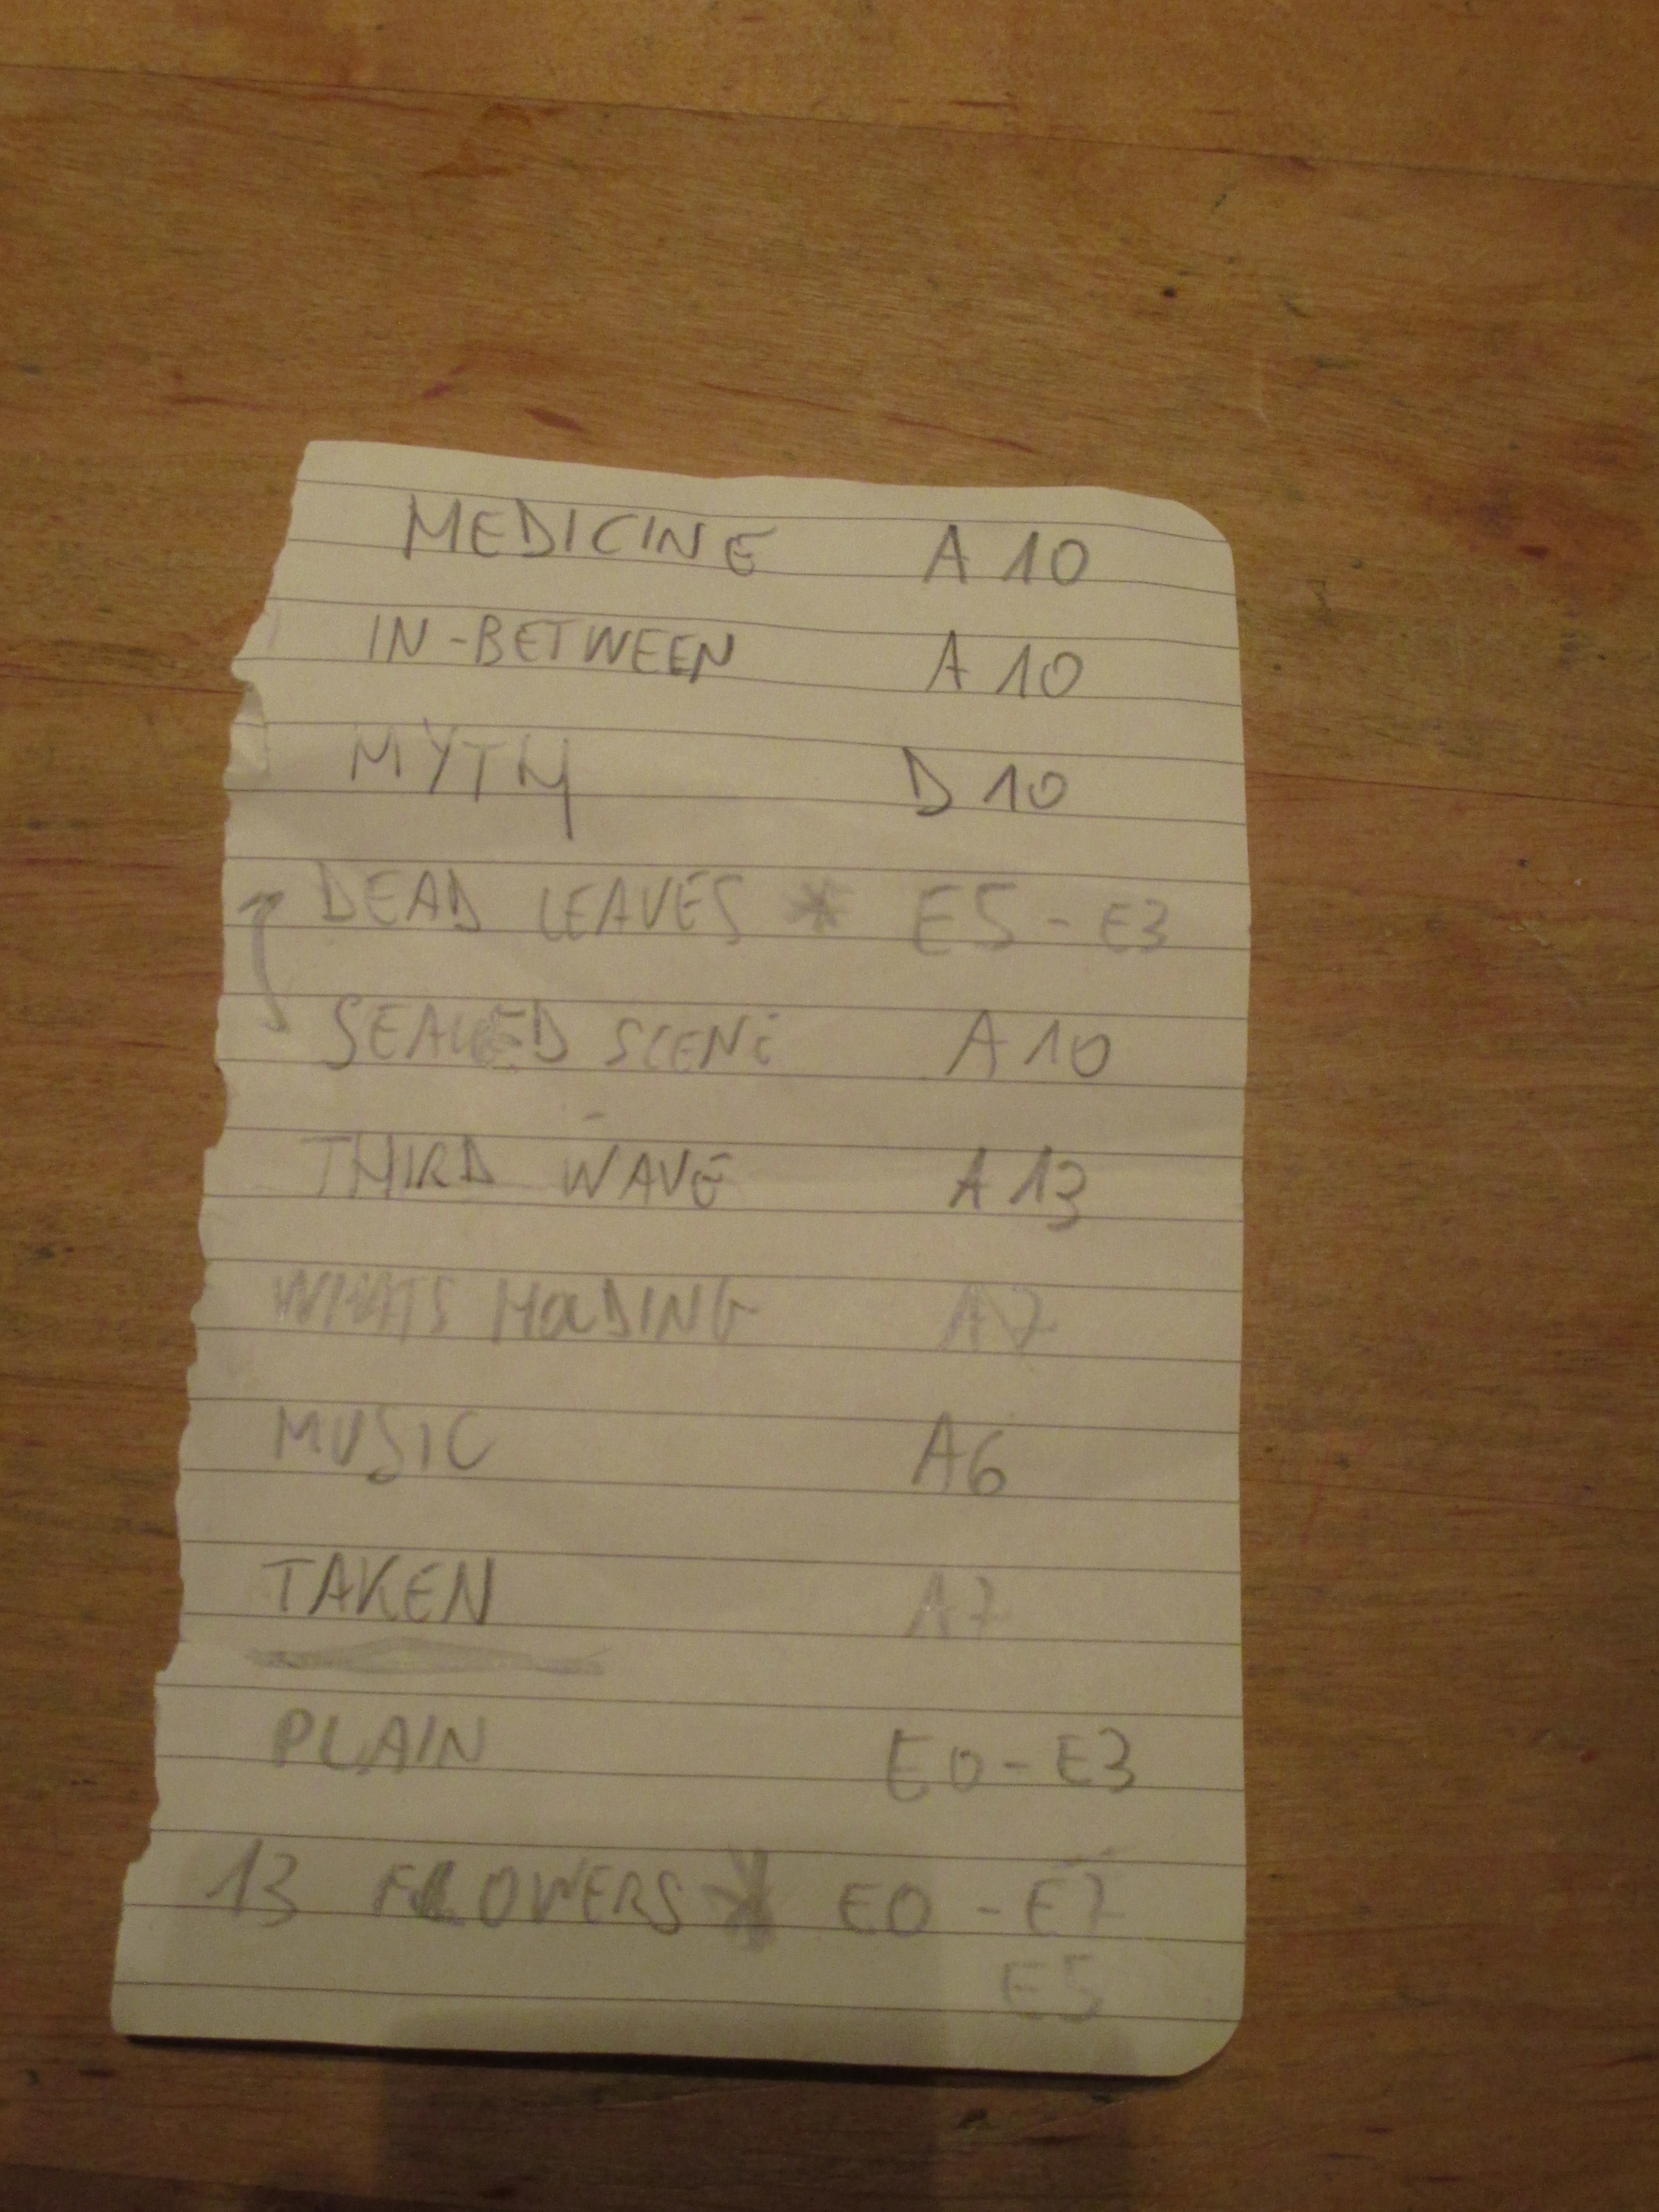 MEDICINE A 10
IN-BETWEEN A 10
MYTH D 10
DEAD LEAVES * E5 - E3
SEALED SCENE A 10
THIRD WAVE A 13
WHATS HOLDING A7
MUSIC A6
TAKEN A7
PLAIN E0 - E3
13 FLOWERS * E0 - E7
E5